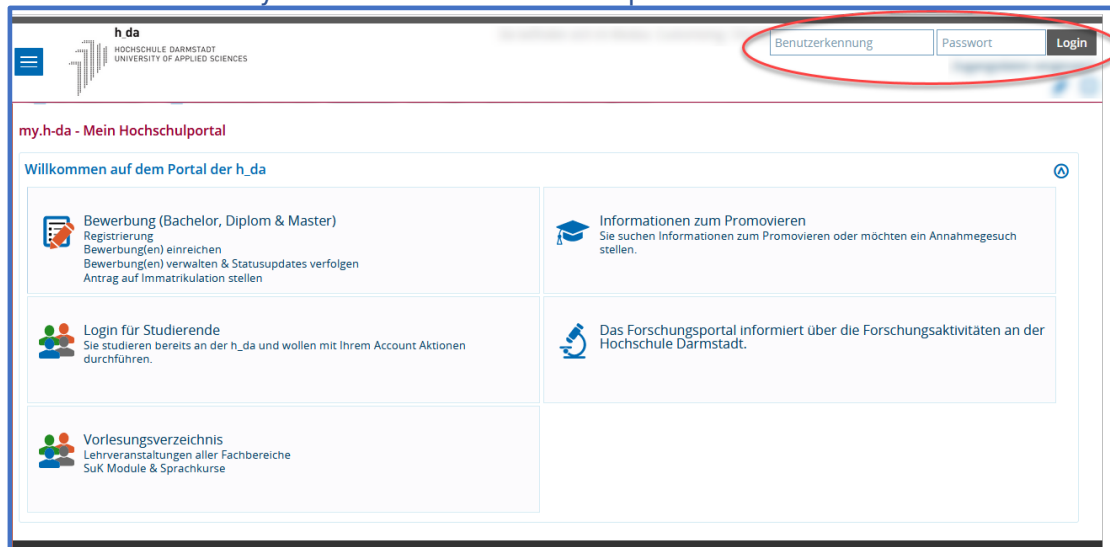 h_da
HOCHSCHULE DARMSTADT
UNIVERSITY OF APPLIED SCIENCES
Benutzerkennung
Passwort
Login
my.h-da - Mein Hochschulportal
Willkommen auf dem Portal der h_da
Bewerbung (Bachelor, Diplom & Master)
Registrierung
Bewerbung(en) einreichen
Bewerbung(en) verwalten & Statusupdates verfolgen
Antrag auf Immatrikulation stellen
Informationen zum Promovieren
Sie suchen Informationen zum Promovieren oder möchten ein Annahmegesuch
stellen.
Login für Studierende
Sie studieren bereits an der h_da und wollen mit Ihrem Account Aktionen
durchführen.
Das Forschungsportal informiert über die Forschungsaktivitäten an der
Hochschule Darmstadt.
Vorlesungsverzeichnis
Lehrveranstaltungen aller Fachbereiche
SuK Module & Sprachkurse